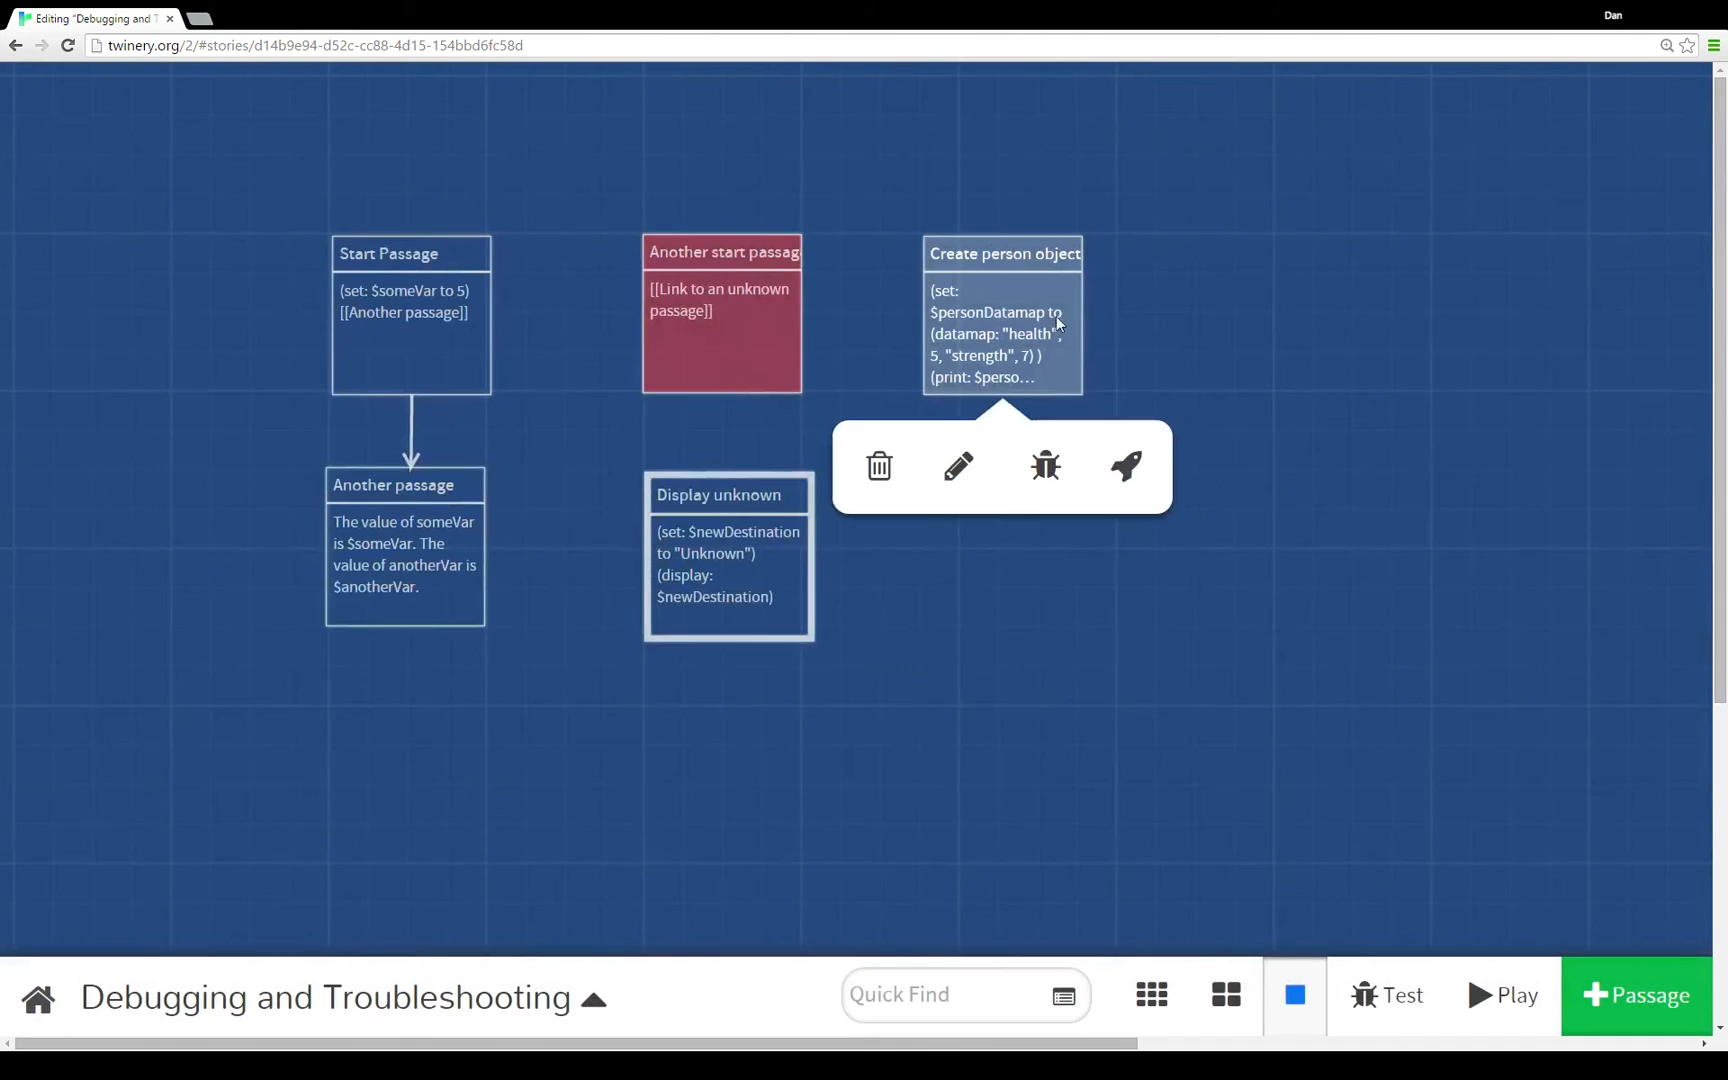 Editing "Debugging and T
Dan
twinery.org/2/#stories/d14b9e94-d52c-cc88-4d15-154bbd6fc58d
Start Passage
(set: $someVar to 5)
[[Another passage]]
Another start passag
[[Link to an unknown
passage]]
Create person object
(set:
$personDatamap to
(datamap: "health",
5, "strength", 7) )
(print: $perso...
Another passage
The value of someVar
is $someVar. The
value of anotherVar is
$anotherVar.
Display unknown
(set: $newDestination
to "Unknown")
(display:
$newDestination)
Debugging and Troubleshooting
Quick Find
Test
Play
Passage